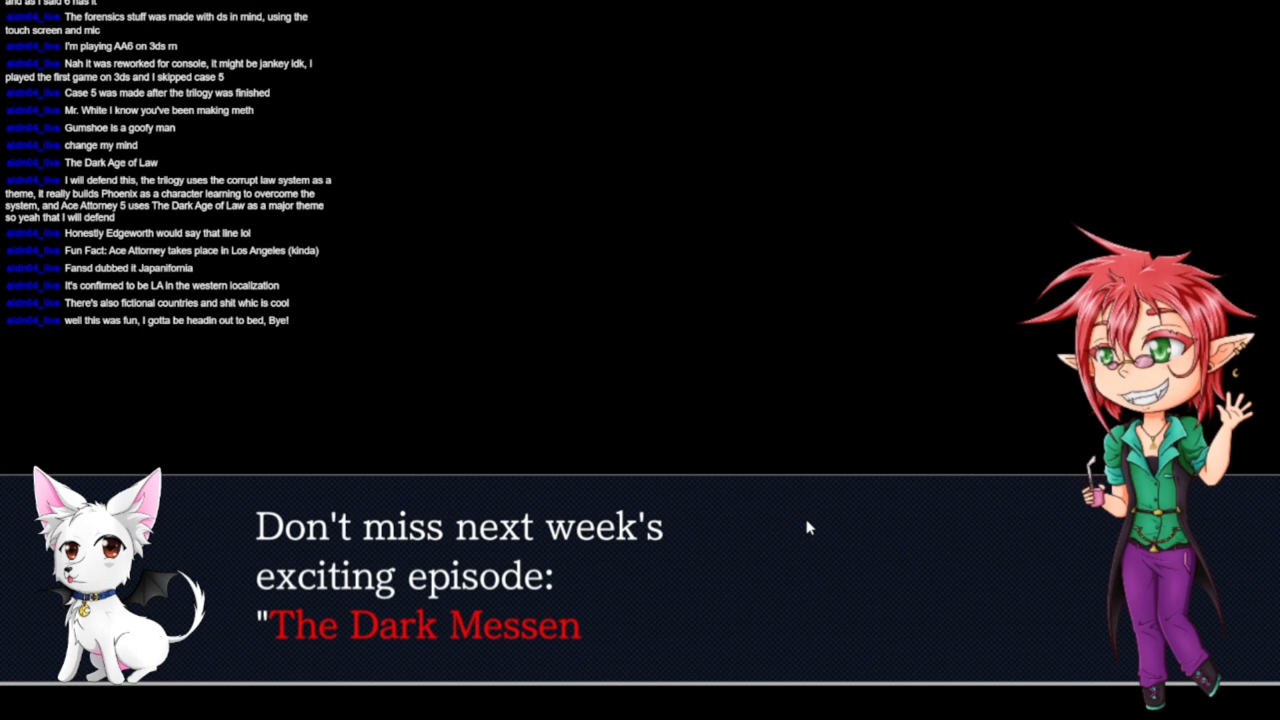 and as I said 6 has it
The forensics stuff was made with ds in mind, using the
touch screen and mic
I'm playing AA6 on 3ds rn
Nah it was reworked for console, it might be jankey idk, I
played the first game on 3ds and I skipped case 5
Case 5 was made after the trilogy was finished
Mr. White I know you've been making meth
Gumshoe is a goofy man
change my mind
The Dark Age of Law
I will defend this, the trilogy uses the corrupt law system as a
theme, it really builds Phoenix as a character learning to overcome the
system, and Ace Attorney 5 uses The Dark Age of Law as a major theme
so yeah that I will defend
Honestly Edgeworth would say that line lol
Fun Fact: Ace Attorney takes place in Los Angeles (kinda)
Fansd dubbed it Japanifornia
It's confirmed to be LA in the western localization
There's also fictional countries and shit whic is cool
well this was fun, I gotta be headin out to bed, Bye!
Don't miss next week's
exciting episode:
"The Dark Messen